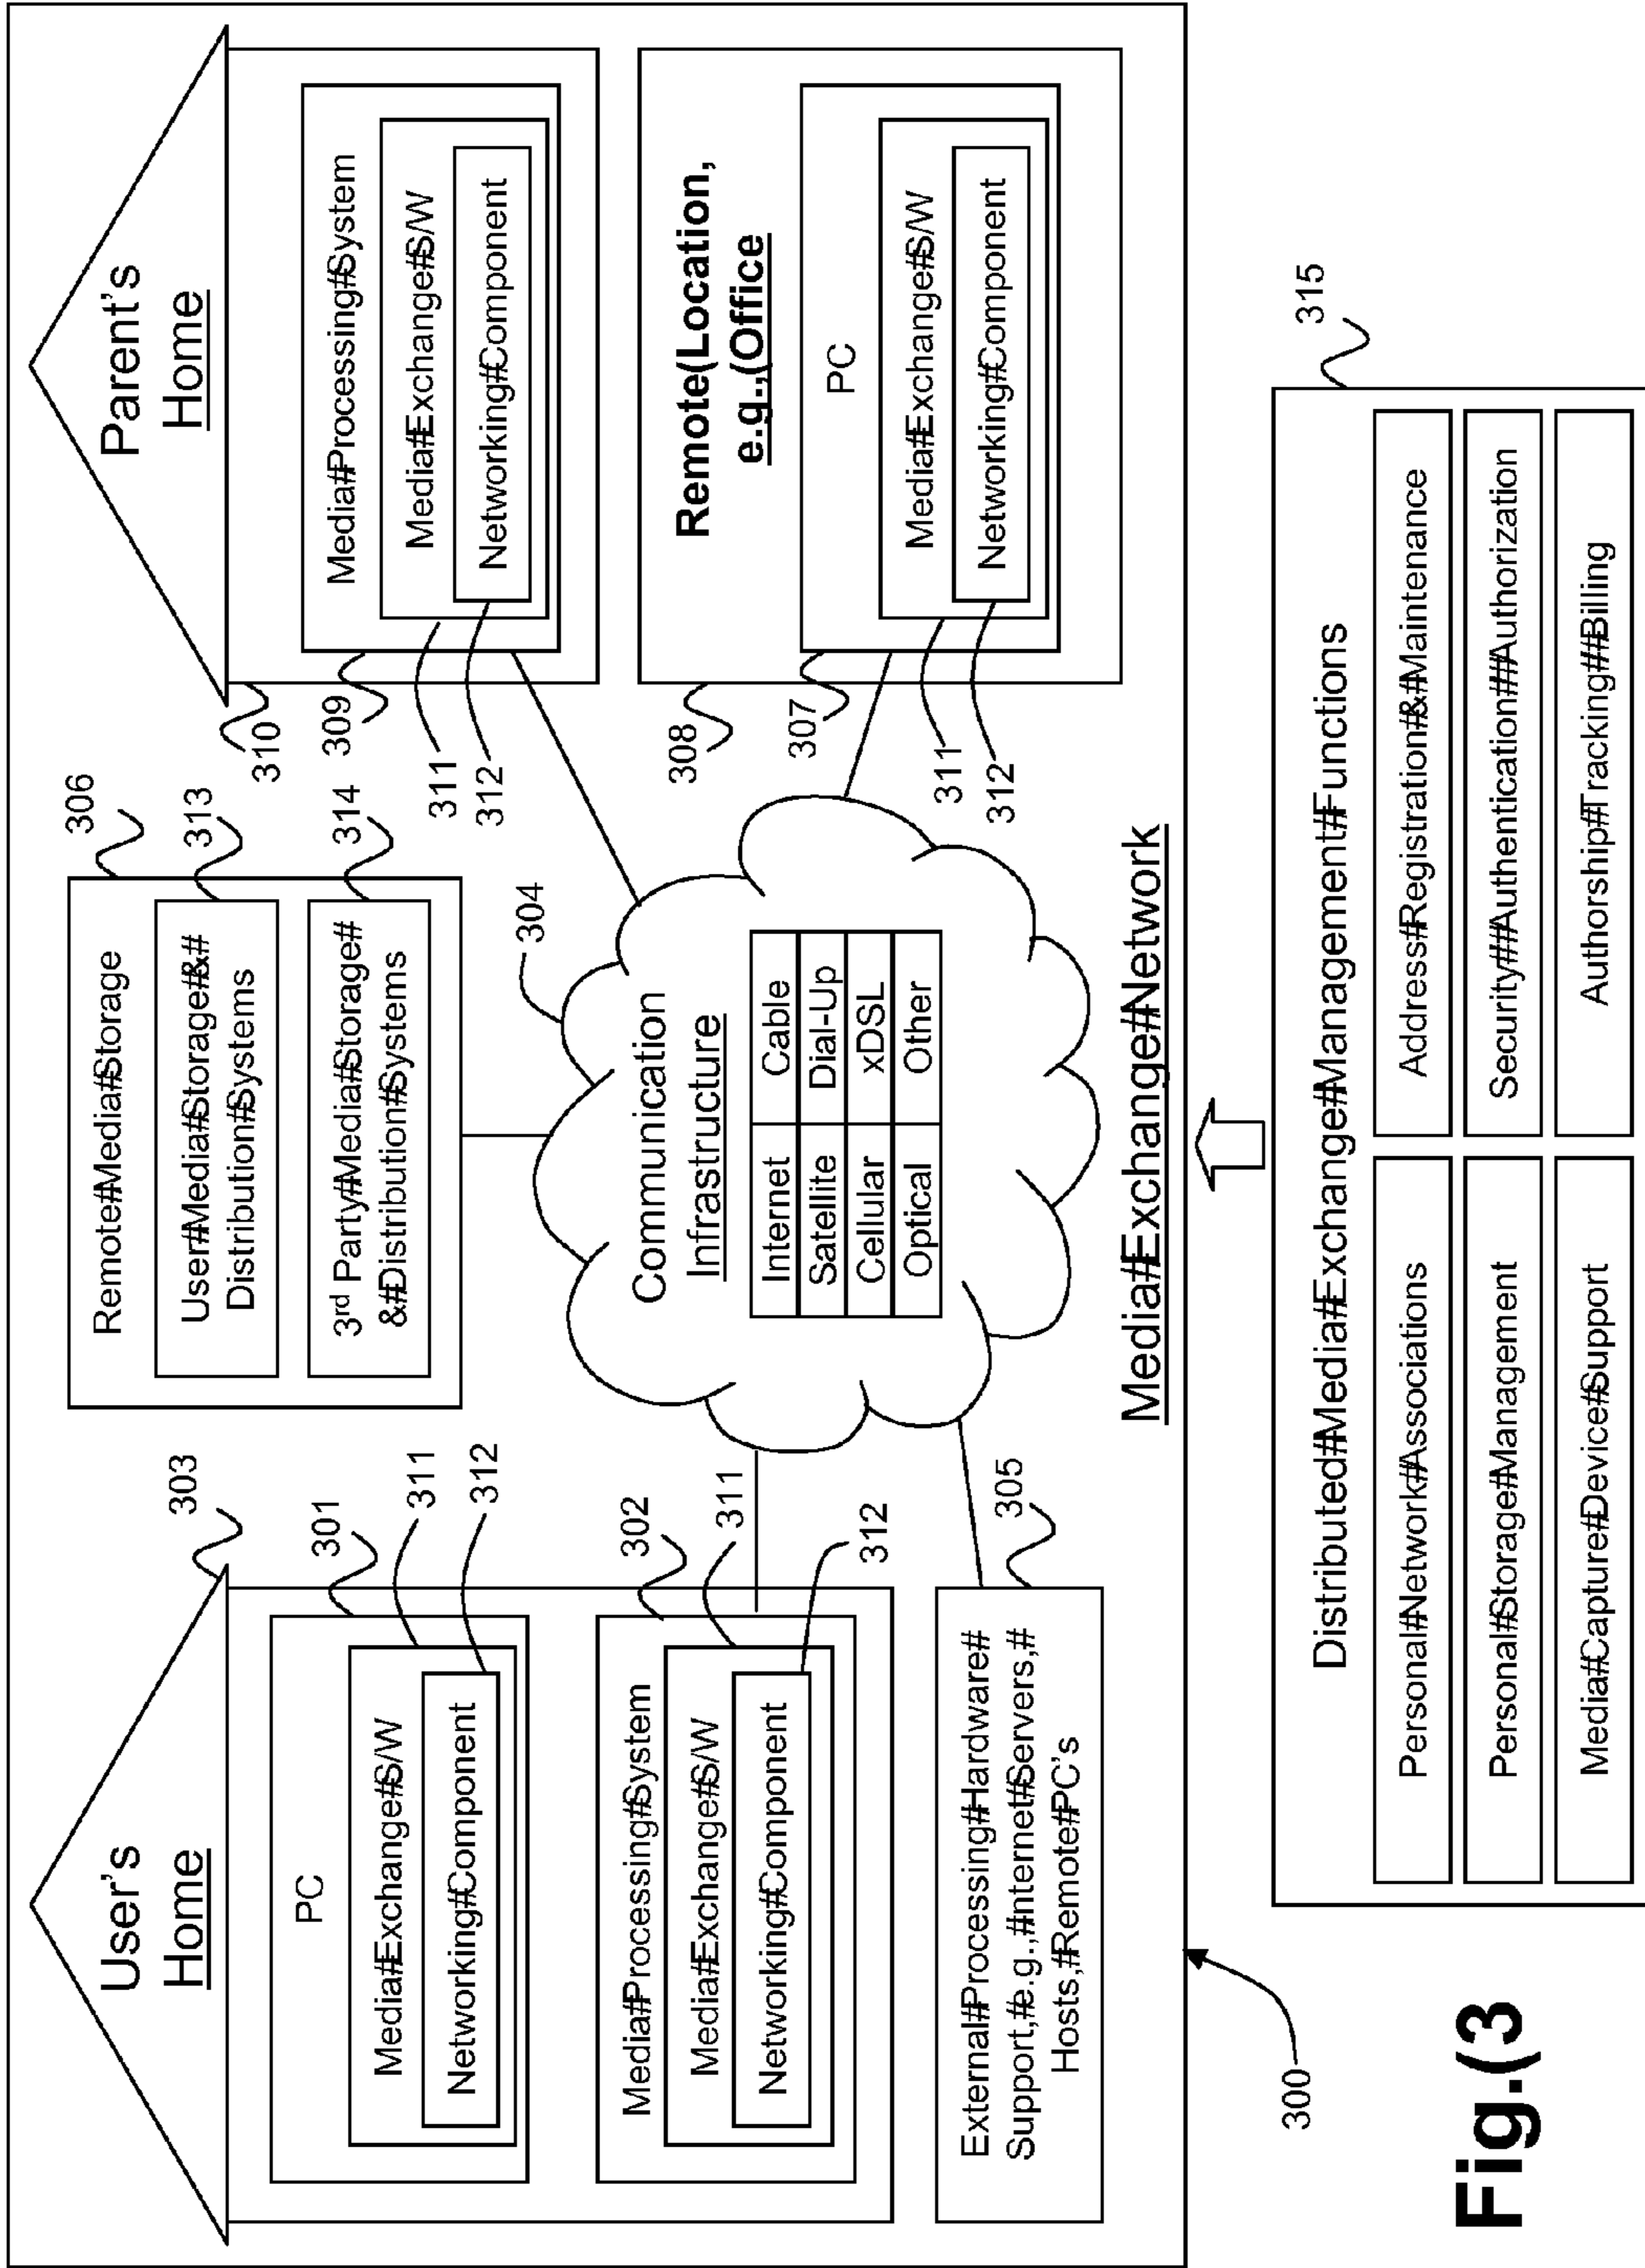 User's
Home
303
PC
301
Media#Exchange#S/W
311
Networking#Component
312
Media#Processing#System
302
Media#Exchange#S/W
311
Networking#Component
312
External#Processing#Hardware#
Support,#e.g.,#Internet#Servers,#
Hosts,#Remote#PC's
305
306
Remote#Media#Storage
313
User#Media#Storage#&#
Distribution#Systems
314
3rd Party#Media#Storage#
&#Distribution#Systems
304
Communication
Infrastructure
Internet Cable
Satellite Dial-Up
Cellular xDSL
Optical Other
Parent's
Home
310
Media#Processing#System
309
Media#Exchange#S/W
311
Networking#Component
312
Remote(Location,
e.g.,(Office
308
PC
307
Media#Exchange#S/W
311
Networking#Component
312
Media#Exchange#Network
300
315
Distributed#Media#Exchange#Management#Functions
Personal#Network#Associations
Address#Registration#&#Maintenance
Personal#Storage#Management
Security##Authentication##Authorization
Media#Capture#Device#Support
Authorship#Tracking##Billing
Fig.(3